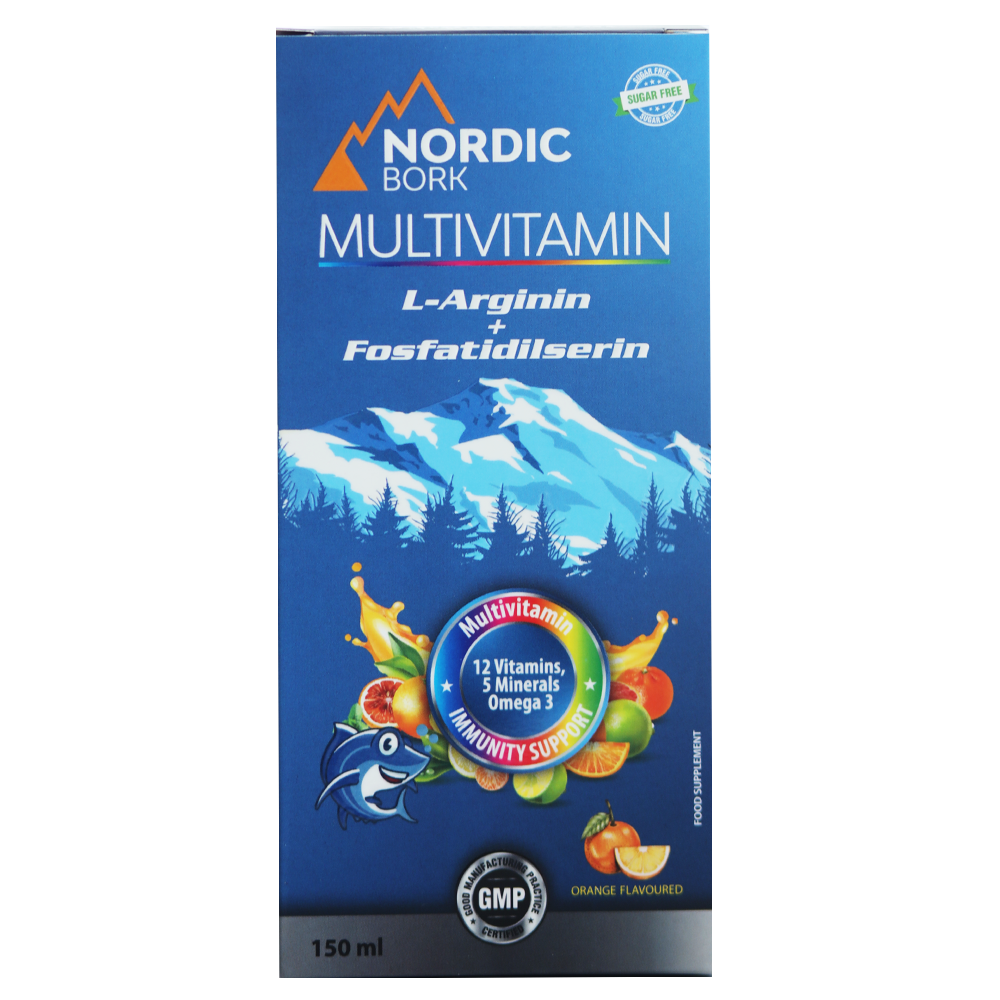 SUGAR FREE
SUGAR FREE
SUGAR FREE
NORDIC
BORK
MULTIVITAMIN
L-Arginin
+
Fosfatidilserin
Multivitamin
12 Vitamins,
5 Minerals
Omega 3
IMMUNITY SUPPORT
FOOD SUPPLEMENT
ORANGE FLAVOURED
GOOD MANUFACTURING PRACTICE
GMP
CERTIFIED
150 ml